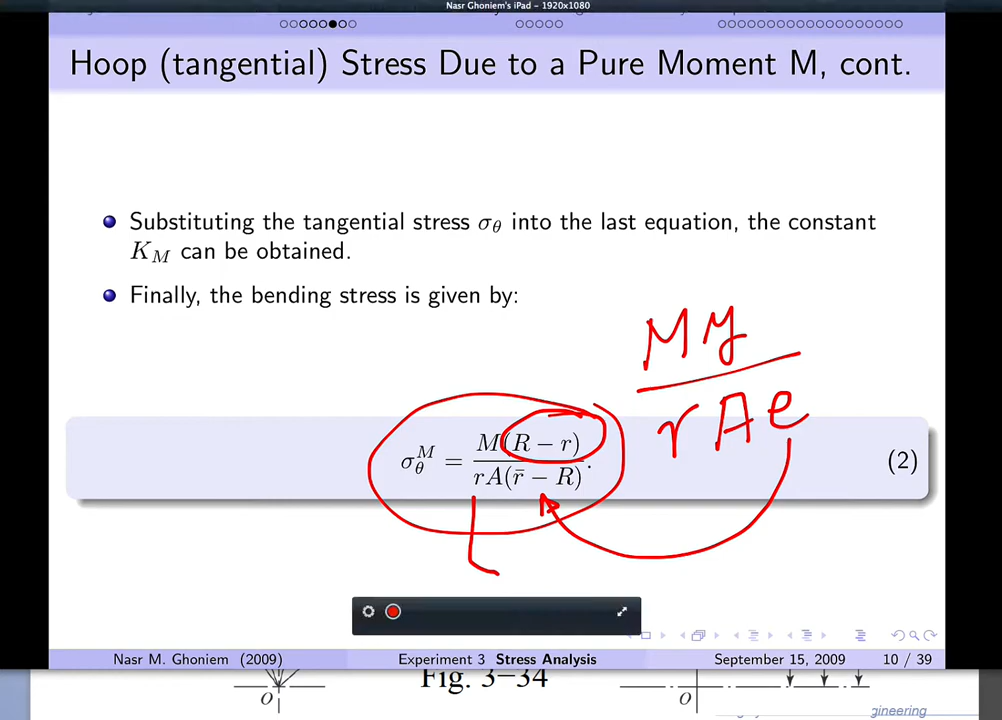 Nasr Ghoniem's iPad – 1920x1080
Hoop (tangential) Stress Due to a Pure Moment M, cont.
Substituting the tangential stress σ_θ into the last equation, the constant
K_M can be obtained.
Finally, the bending stress is given by:
My
rAe
σ_θ^M = M(R − r) / rA(r̄ − R). (2)
Nasr M. Ghoniem (2009) Experiment 3 Stress Analysis September 15, 2009 10 / 39
Fig. 3–34
O O
gineering